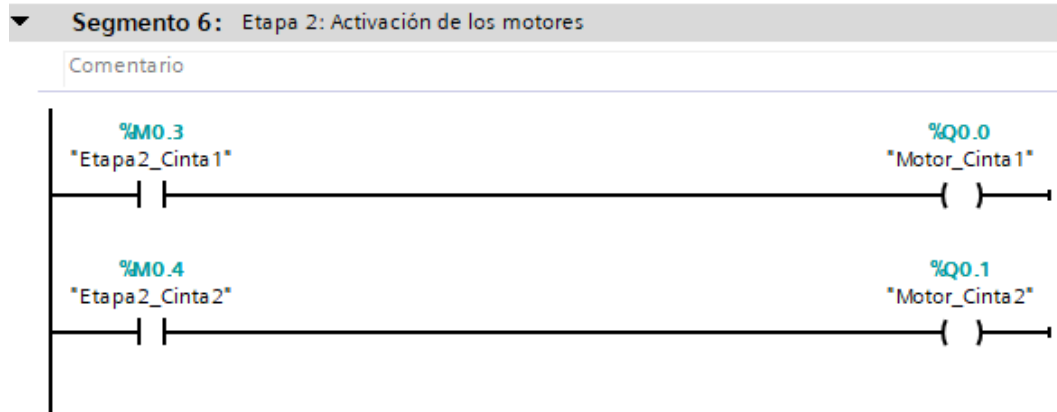 Segmento 6: Etapa 2: Activación de los motores
Comentario
%M0.3 %Q0.0
"Etapa2_Cinta1" "Motor_Cinta1"
%M0.4 %Q0.1
"Etapa2_Cinta2" "Motor_Cinta2"